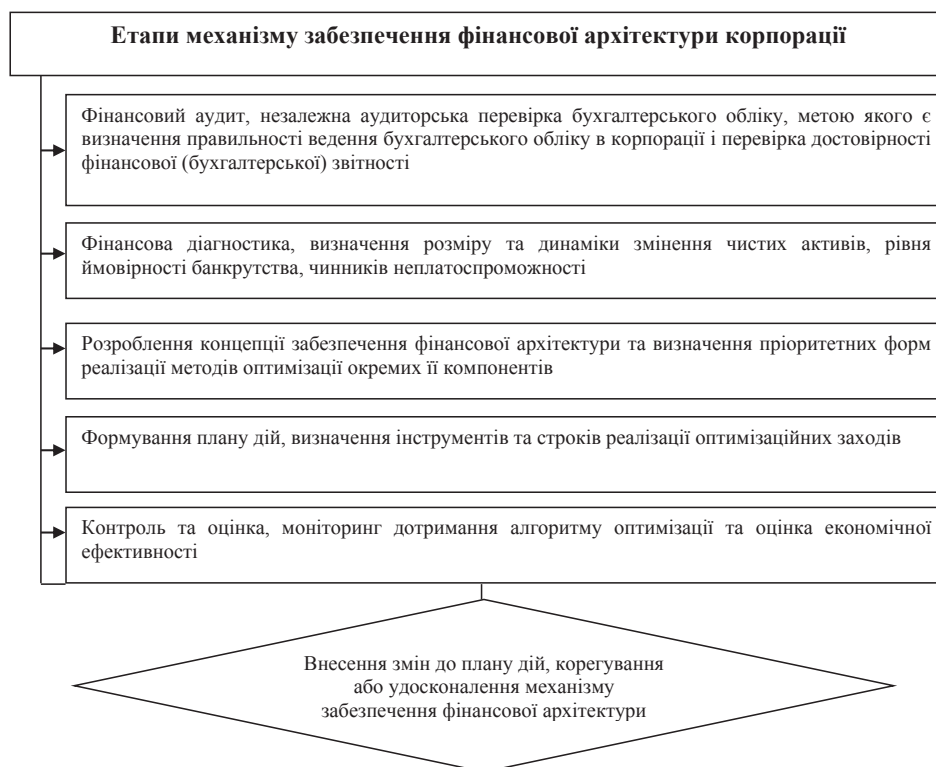 Етапи механізму забезпечення фінансової архітектури корпорації
Фінансовий аудит, незалежна аудиторська перевірка бухгалтерського обліку, метою якого є
визначення правильності ведення бухгалтерського обліку в корпорації і перевірка достовірності
фінансової (бухгалтерської) звітності
Фінансова діагностика, визначення розміру та динаміки змінення чистих активів, рівня
ймовірності банкрутства, чинників неплатоспроможності
Розроблення концепції забезпечення фінансової архітектури та визначення пріоритетних форм
реалізації методів оптимізації окремих її компонентів
Формування плану дій, визначення інструментів та строків реалізації оптимізаційних заходів
Контроль та оцінка, моніторинг дотримання алгоритму оптимізації та оцінка економічної
ефективності
Внесення змін до плану дій, корегування
або удосконалення механізму
забезпечення фінансової архітектури